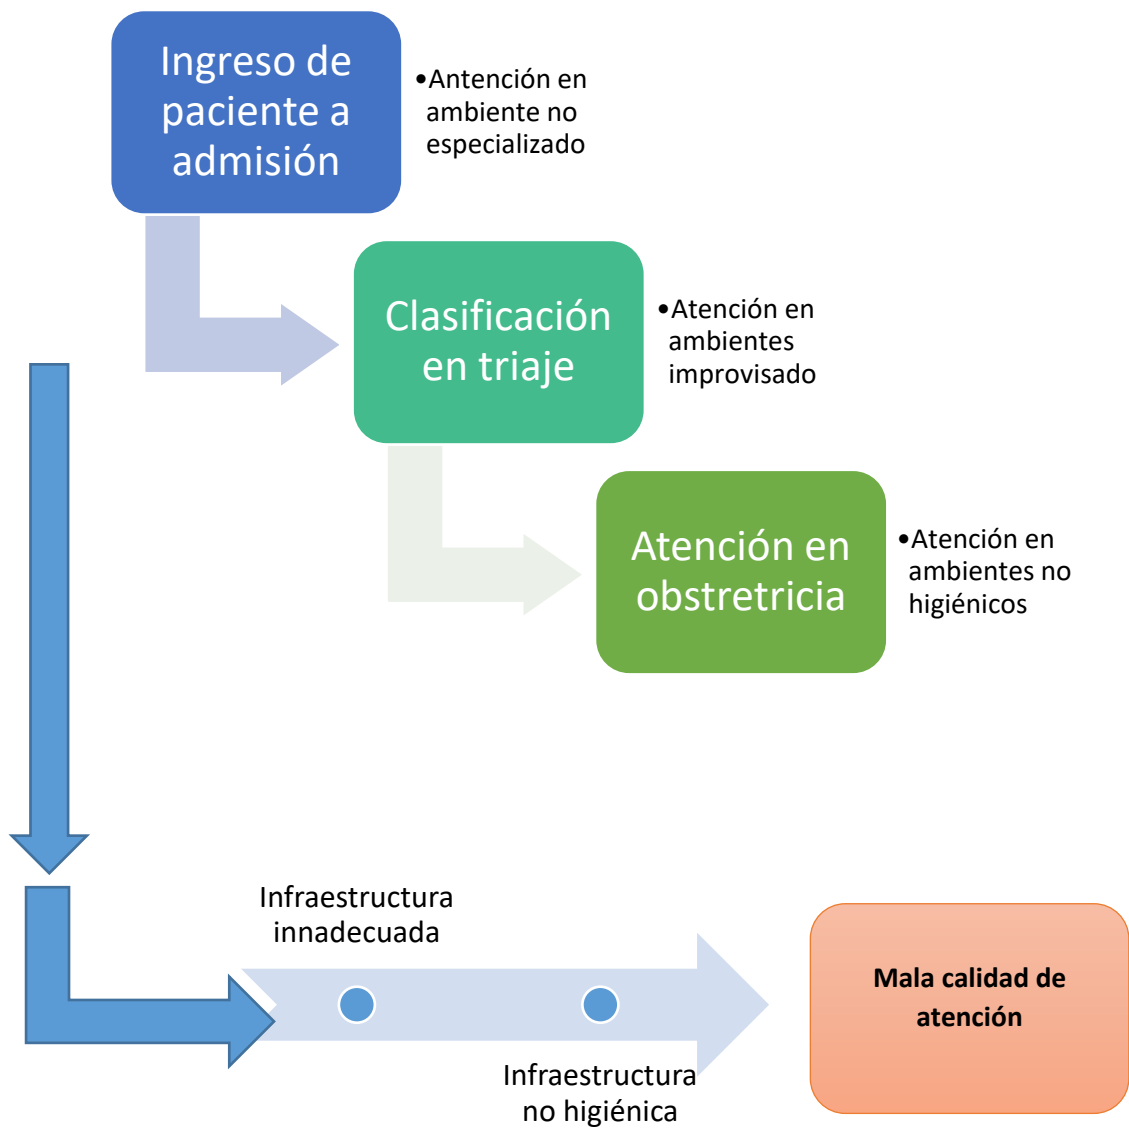 Ingreso de
paciente a
admisión
•Antención en
ambiente no
especializado
Clasificación
en triaje
•Atención en
ambientes
improvisado
Atención en
obstretricia
•Atención en
ambientes no
higiénicos
Infraestructura
innadecuada
Infraestructura
no higiénica
Mala calidad de
atención